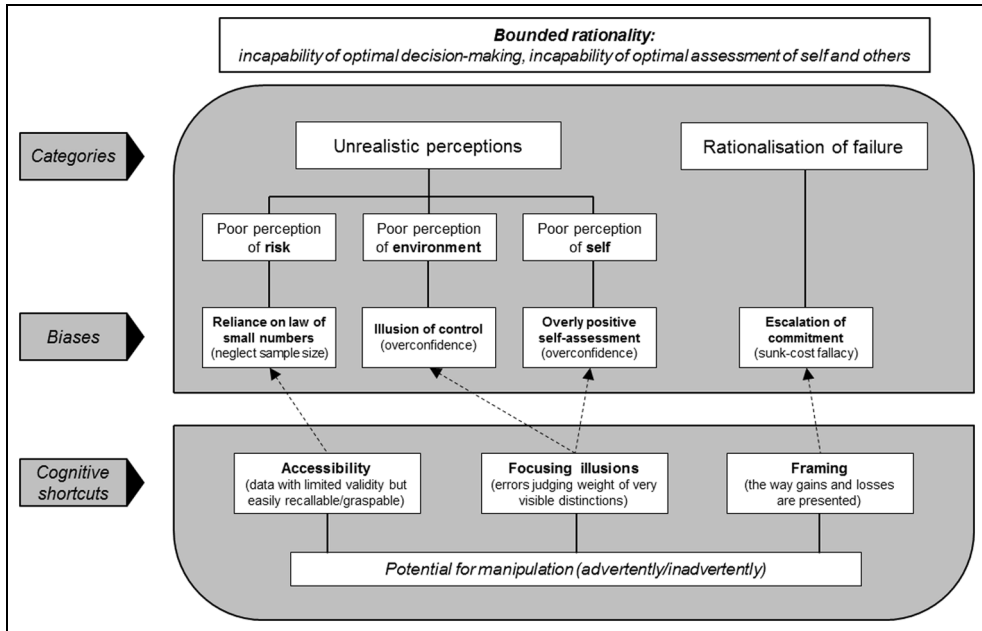 Bounded rationality:
incapability of optimal decision-making, incapability of optimal assessment of self and others
Categories
Unrealistic perceptions
Rationalisation of failure
Poor perception
of risk
Poor perception
of environment
Poor perception
of self
Biases
Reliance on law of
small numbers
(neglect sample size)
Illusion of control
(overconfidence)
Overly positive
self-assessment
(overconfidence)
Escalation of
commitment
(sunk-cost fallacy)
Cognitive
shortcuts
Accessibility
(data with limited validity but
easily recallable/graspable)
Focusing illusions
(errors judging weight of very
visible distinctions)
Framing
(the way gains and losses
are presented)
Potential for manipulation (advertently/inadvertently)